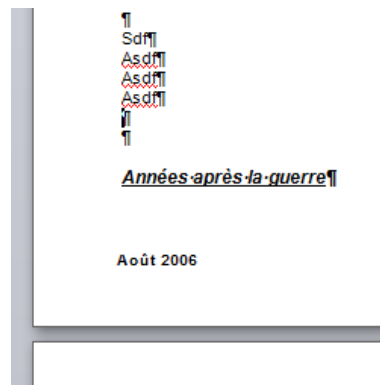 ¶
Sdf¶
Asdf¶
Asdf¶
Asdf¶
¶
¶
Années·après·la·guerre¶
Août 2006